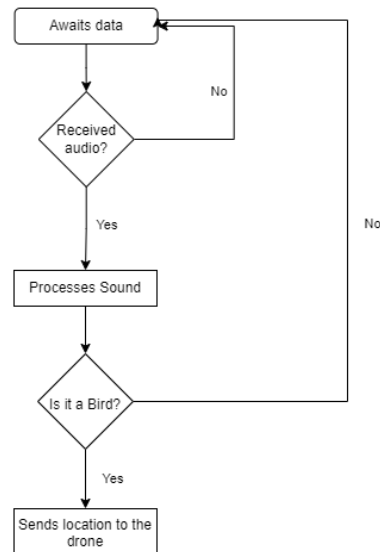 Awaits data
No
Received
audio?
Yes
No
Processes Sound
Is it a Bird?
Yes
Sends location to the
drone